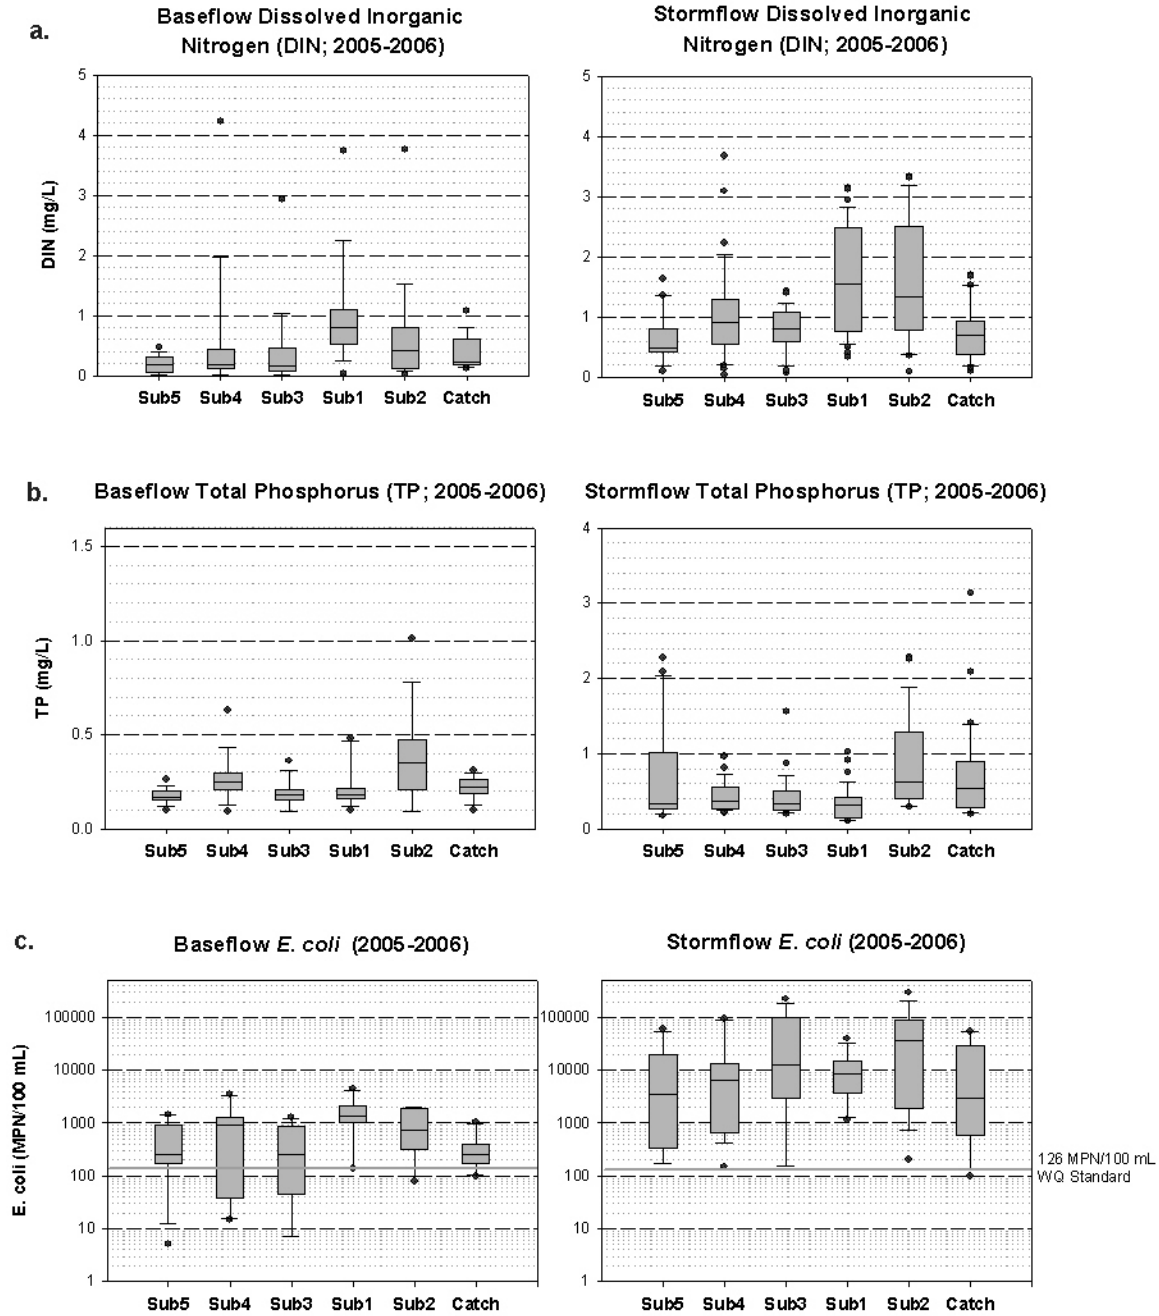 a.
Baseflow Dissolved Inorganic
Nitrogen (DIN; 2005-2006)
Stormflow Dissolved Inorganic
Nitrogen (DIN; 2005-2006)
DIN (mg/L)
5
4
3
2
1
0
Sub5 Sub4 Sub3 Sub1 Sub2 Catch
5
4
3
2
1
0
Sub5 Sub4 Sub3 Sub1 Sub2 Catch
b.
Baseflow Total Phosphorus (TP; 2005-2006)
Stormflow Total Phosphorus (TP; 2005-2006)
TP (mg/L)
1.5
1.0
0.5
0.0
Sub5 Sub4 Sub3 Sub1 Sub2 Catch
4
3
2
1
0
Sub5 Sub4 Sub3 Sub1 Sub2 Catch
c.
Baseflow E. coli (2005-2006)
Stormflow E. coli (2005-2006)
E. coli (MPN/100 mL)
100000
10000
1000
100
10
1
Sub5 Sub4 Sub3 Sub1 Sub2 Catch
100000
10000
1000
100
10
1
Sub5 Sub4 Sub3 Sub1 Sub2 Catch
126 MPN/100 mL
WQ Standard